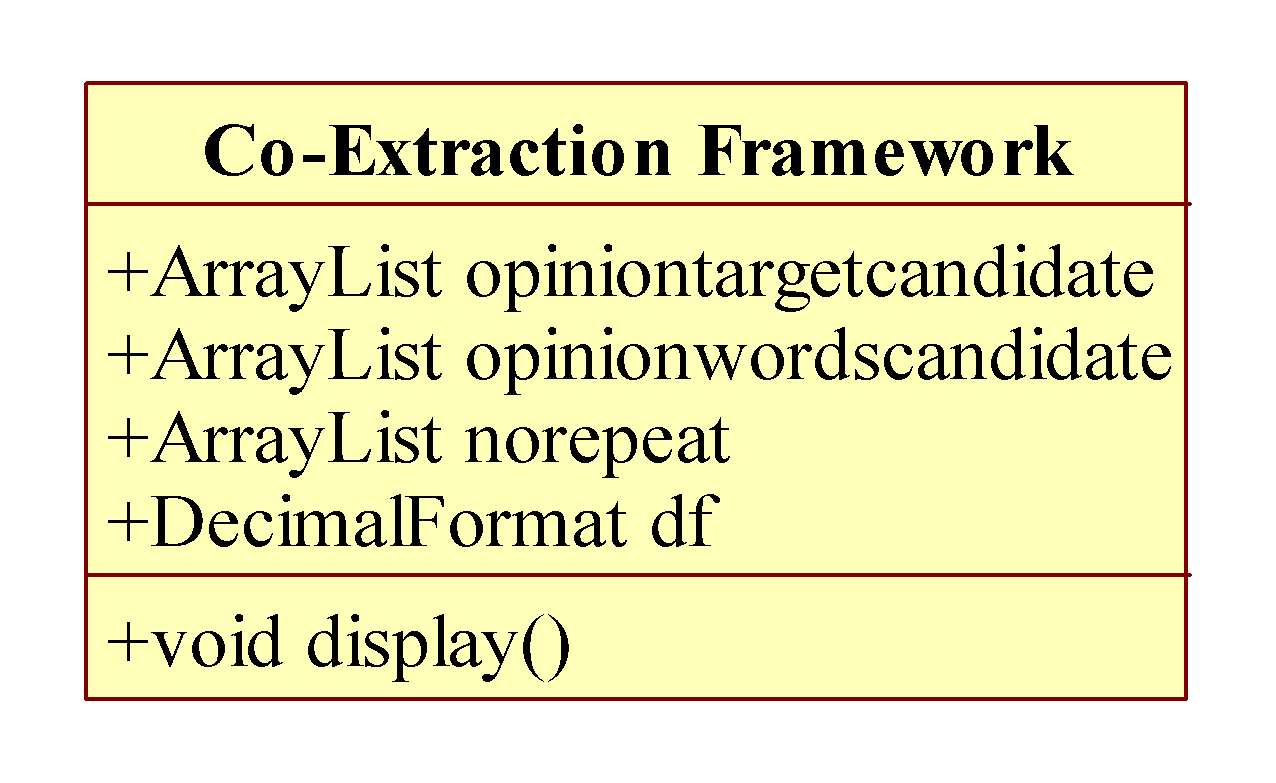 Co-Extraction Framework
+ArrayList opiniontargetcandidate
+ArrayList opinionwordscandidate
+ArrayList norepeat
+DecimalFormat df
+void display()